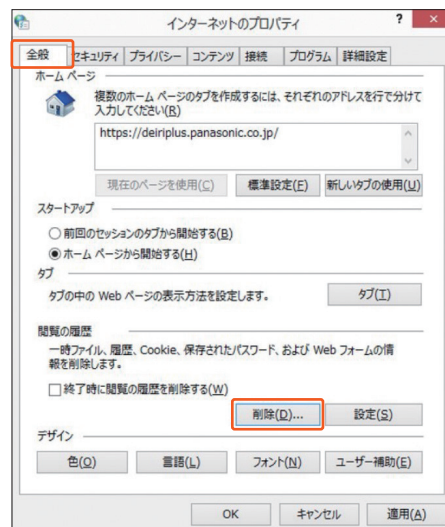 インターネットのプロパティ ? ×
全般 セキュリティ プライバシー コンテンツ 接続 プログラム 詳細設定
ホーム ページ
複数のホーム ページのタブを作成するには、それぞれのアドレスを行で分けて
入力してください(R)
https://deiriplus.panasonic.co.jp/
現在のページを使用(C) 標準設定(F) 新しいタブの使用(U)
スタートアップ
前回のセッションのタブから開始する(B)
ホーム ページから開始する(H)
タブ
タブの中の Web ページの表示方法を設定します。 タブ(T)
閲覧の履歴
一時ファイル、履歴、Cookie、保存されたパスワード、および Web フォームの情
報を削除します。
終了時に閲覧の履歴を削除する(W)
削除(D)... 設定(S)
デザイン
色(O) 言語(L) フォント(N) ユーザー補助(E)
OK キャンセル 適用(A)